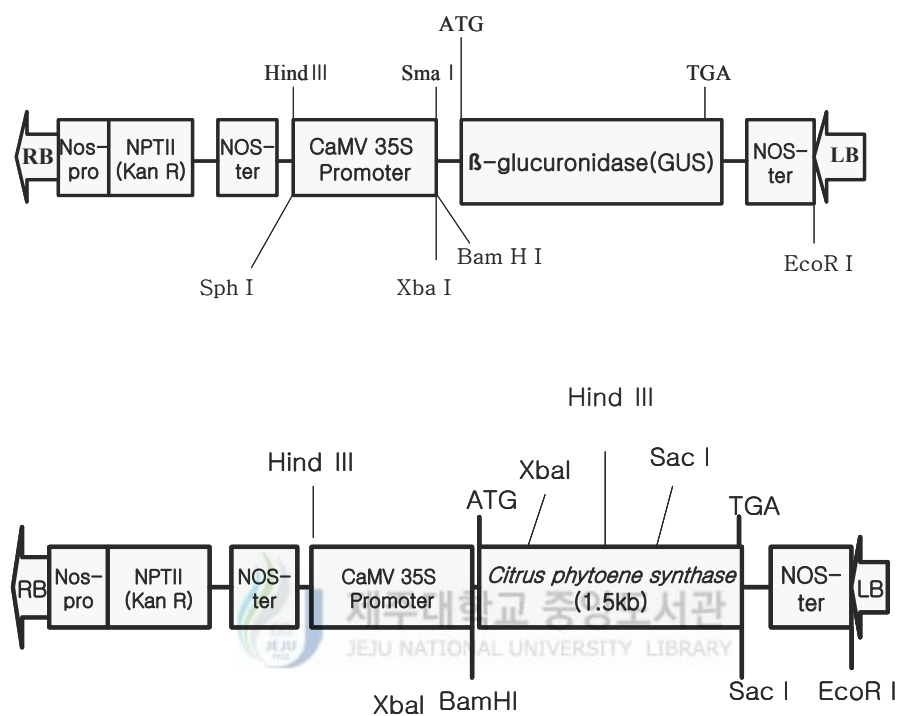 ATG
Hind III
Sma I
TGA
RB
Nos-
pro
NPTII
(Kan R)
NOS-
ter
CaMV 35S
Promoter
ß-glucuronidase(GUS)
NOS-
ter
LB
Sph I
Xba I
Bam H I
EcoR I
Hind III
Hind III
XbaI
Sac I
ATG
TGA
RB
Nos-
pro
NPTII
(Kan R)
NOS-
ter
CaMV 35S
Promoter
Citrus phytoene synthase
(1.5kb)
NOS-
ter
LB
제주대학교 중앙도서관
JEJU NATIONAL UNIVERSITY LIBRARY
JEJU
XbaI BamHI
Sac I
EcoR I